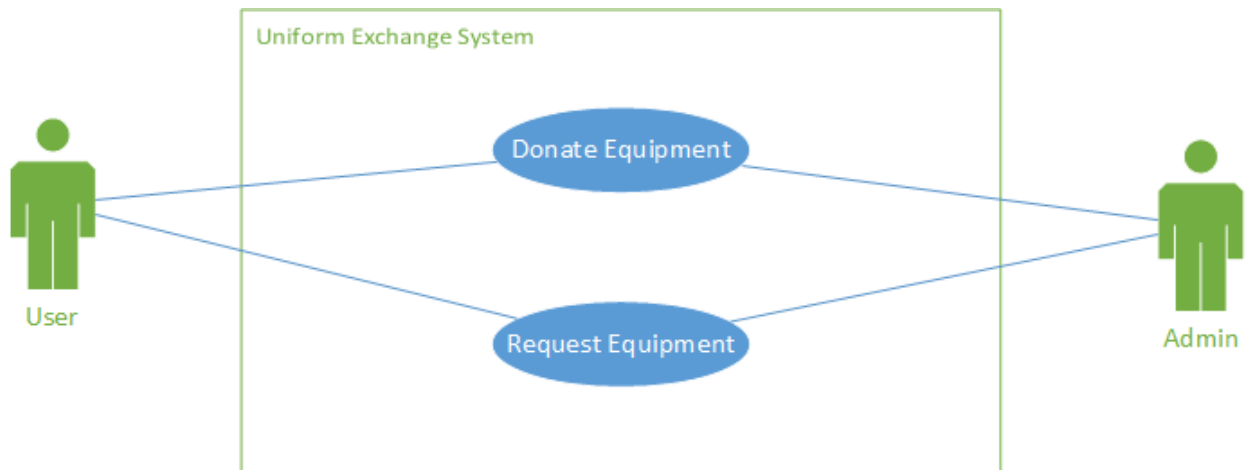 Uniform Exchange System
Donate Equipment
User
Request Equipment
Admin